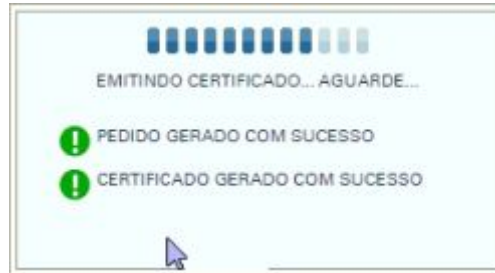 EMITINDO CERTIFICADO... AGUARDE...
PEDIDO GERADO COM SUCESSO
CERTIFICADO GERADO COM SUCESSO